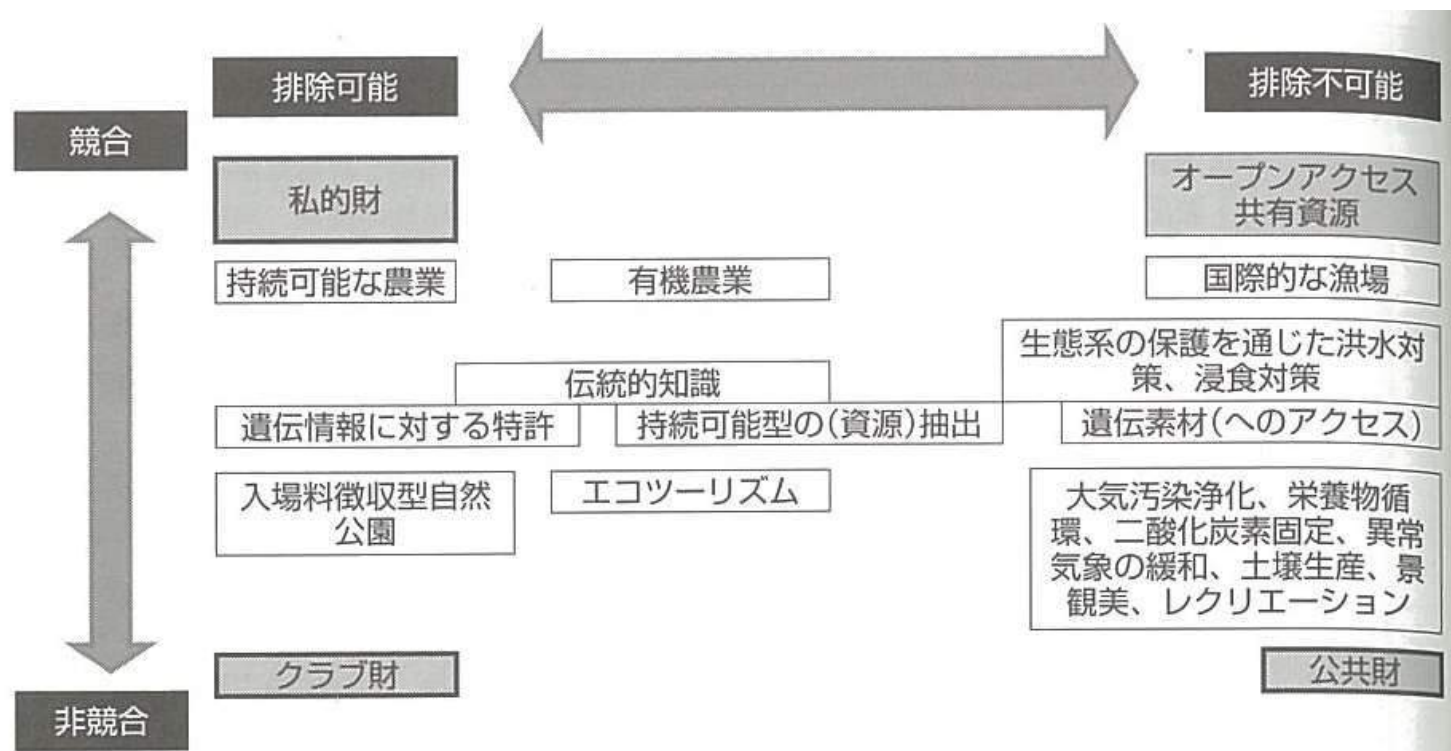 排除可能
排除不可能
競合
私的財
オープンアクセス
共有資源
持続可能な農業
有機農業
国際的な漁場
生態系の保護を通じた洪水対
策、浸食対策
伝統的知識
遺伝情報に対する特許
持続可能型の(資源)抽出
遺伝素材(へのアクセス)
入場料徴収型自然
公園
エコツーリズム
大気汚染浄化、栄養物循
環、二酸化炭素固定、異常
気象の緩和、土壌生産、景
観美、レクリエーション
クラブ財
公共財
非競合